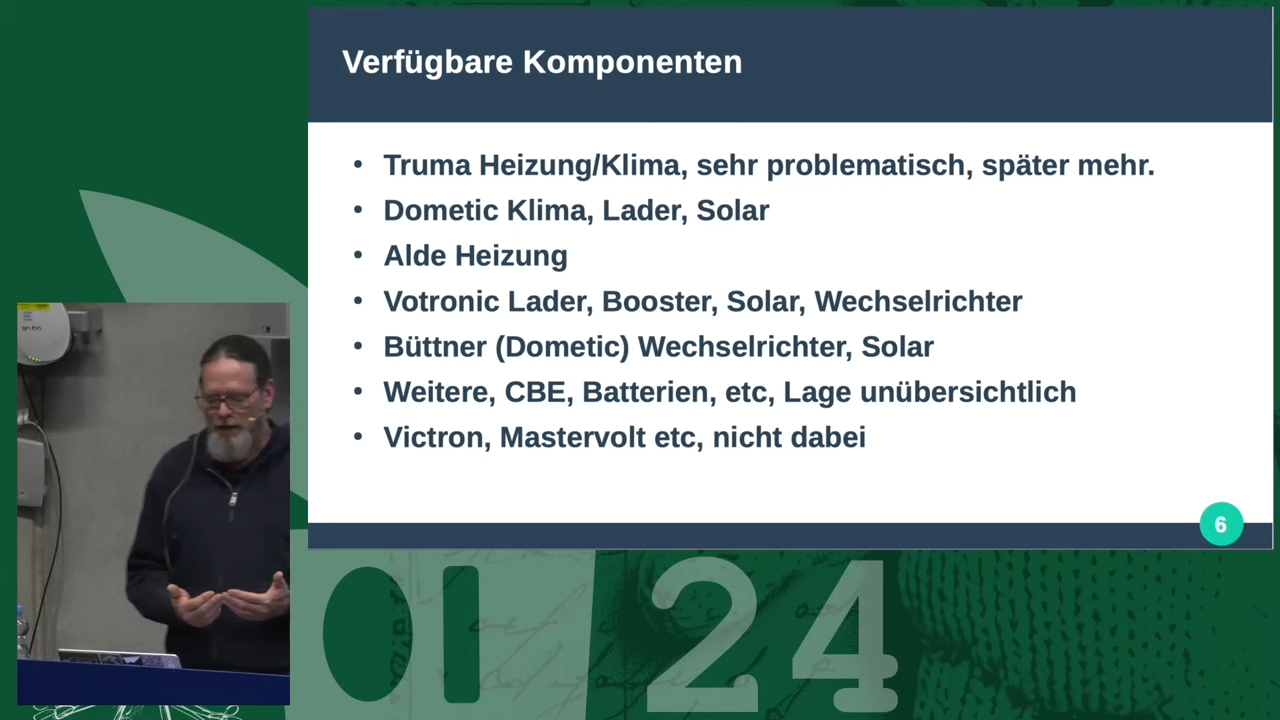 Verfügbare Komponenten
• Truma Heizung/Klima, sehr problematisch, später mehr.
• Dometic Klima, Lader, Solar
• Alde Heizung
• Votronic Lader, Booster, Solar, Wechselrichter
• Büttner (Dometic) Wechselrichter, Solar
• Weitere, CBE, Batterien, etc, Lage unübersichtlich
• Victron, Mastervolt etc, nicht dabei
6
24